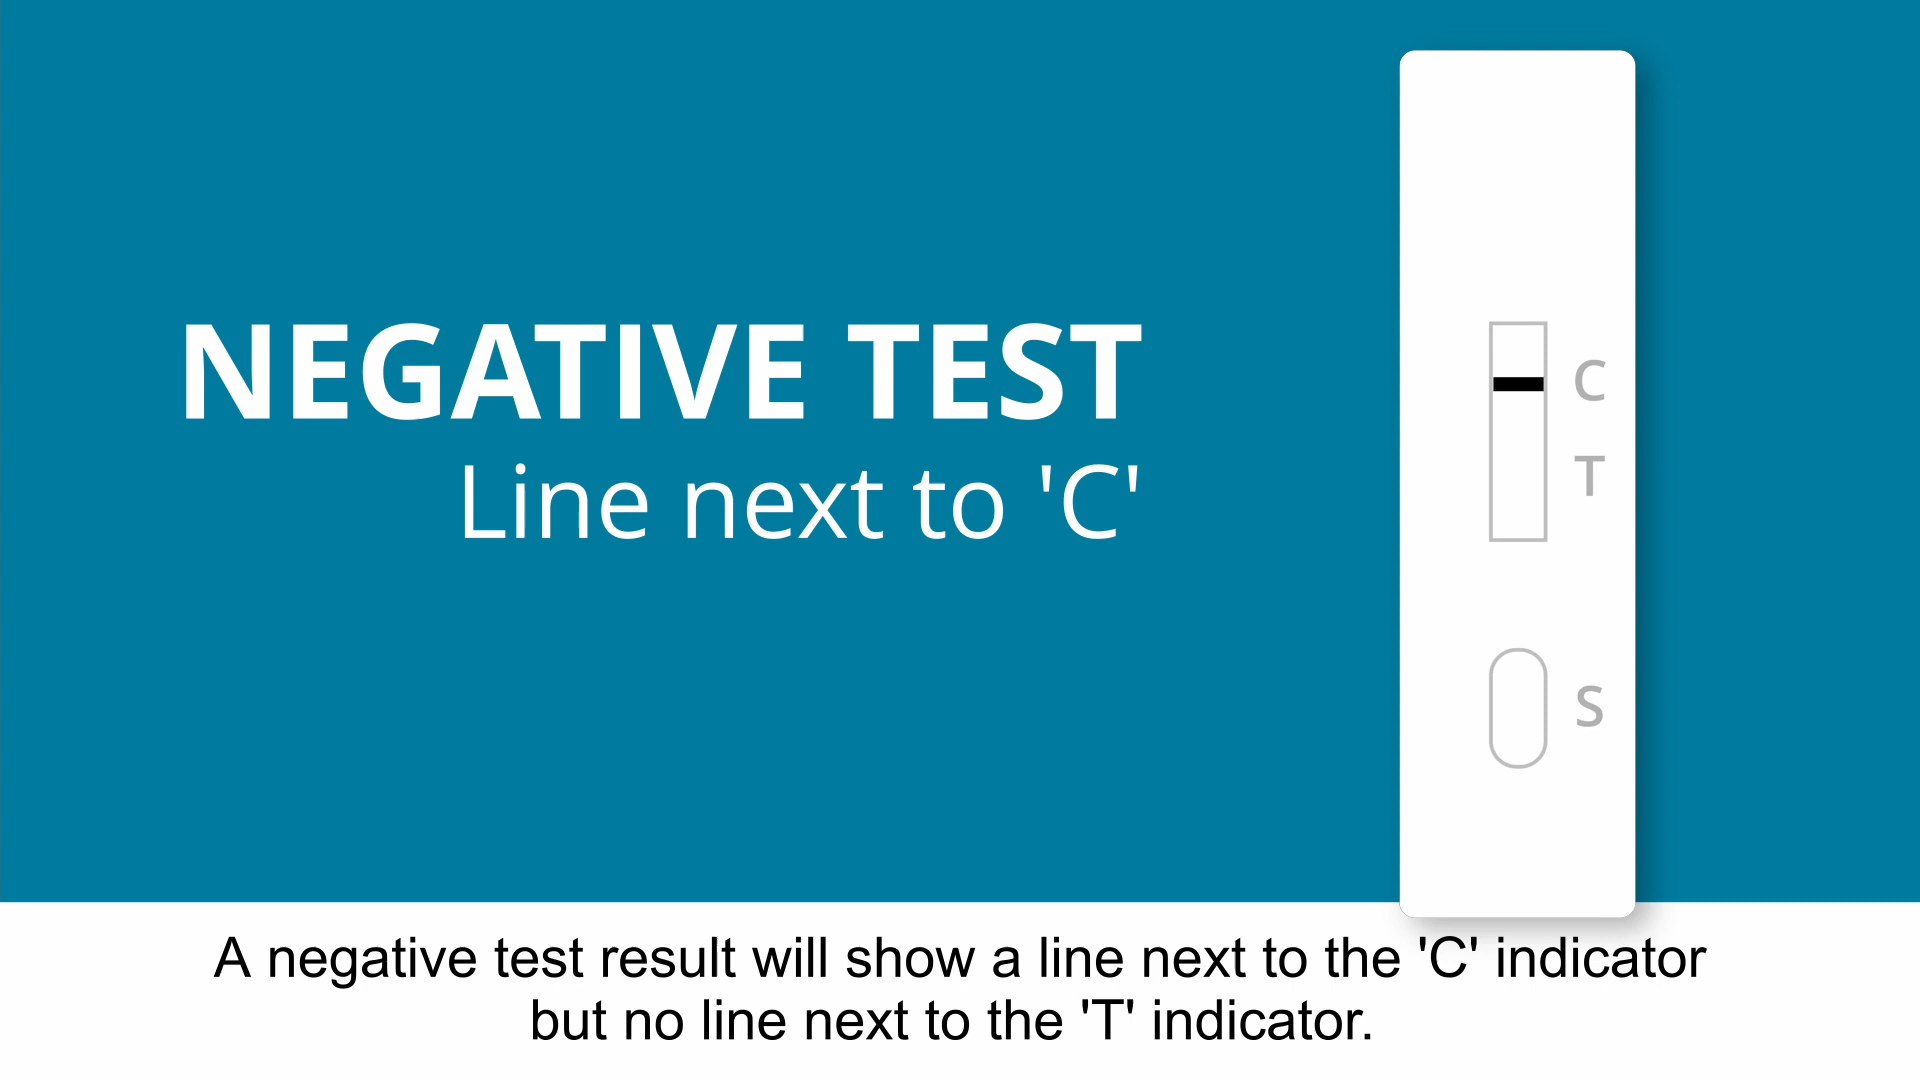 NEGATIVE TEST
Line next to 'C'
C
T
S
A negative test result will show a line next to the 'C' indicator
but no line next to the 'T' indicator.